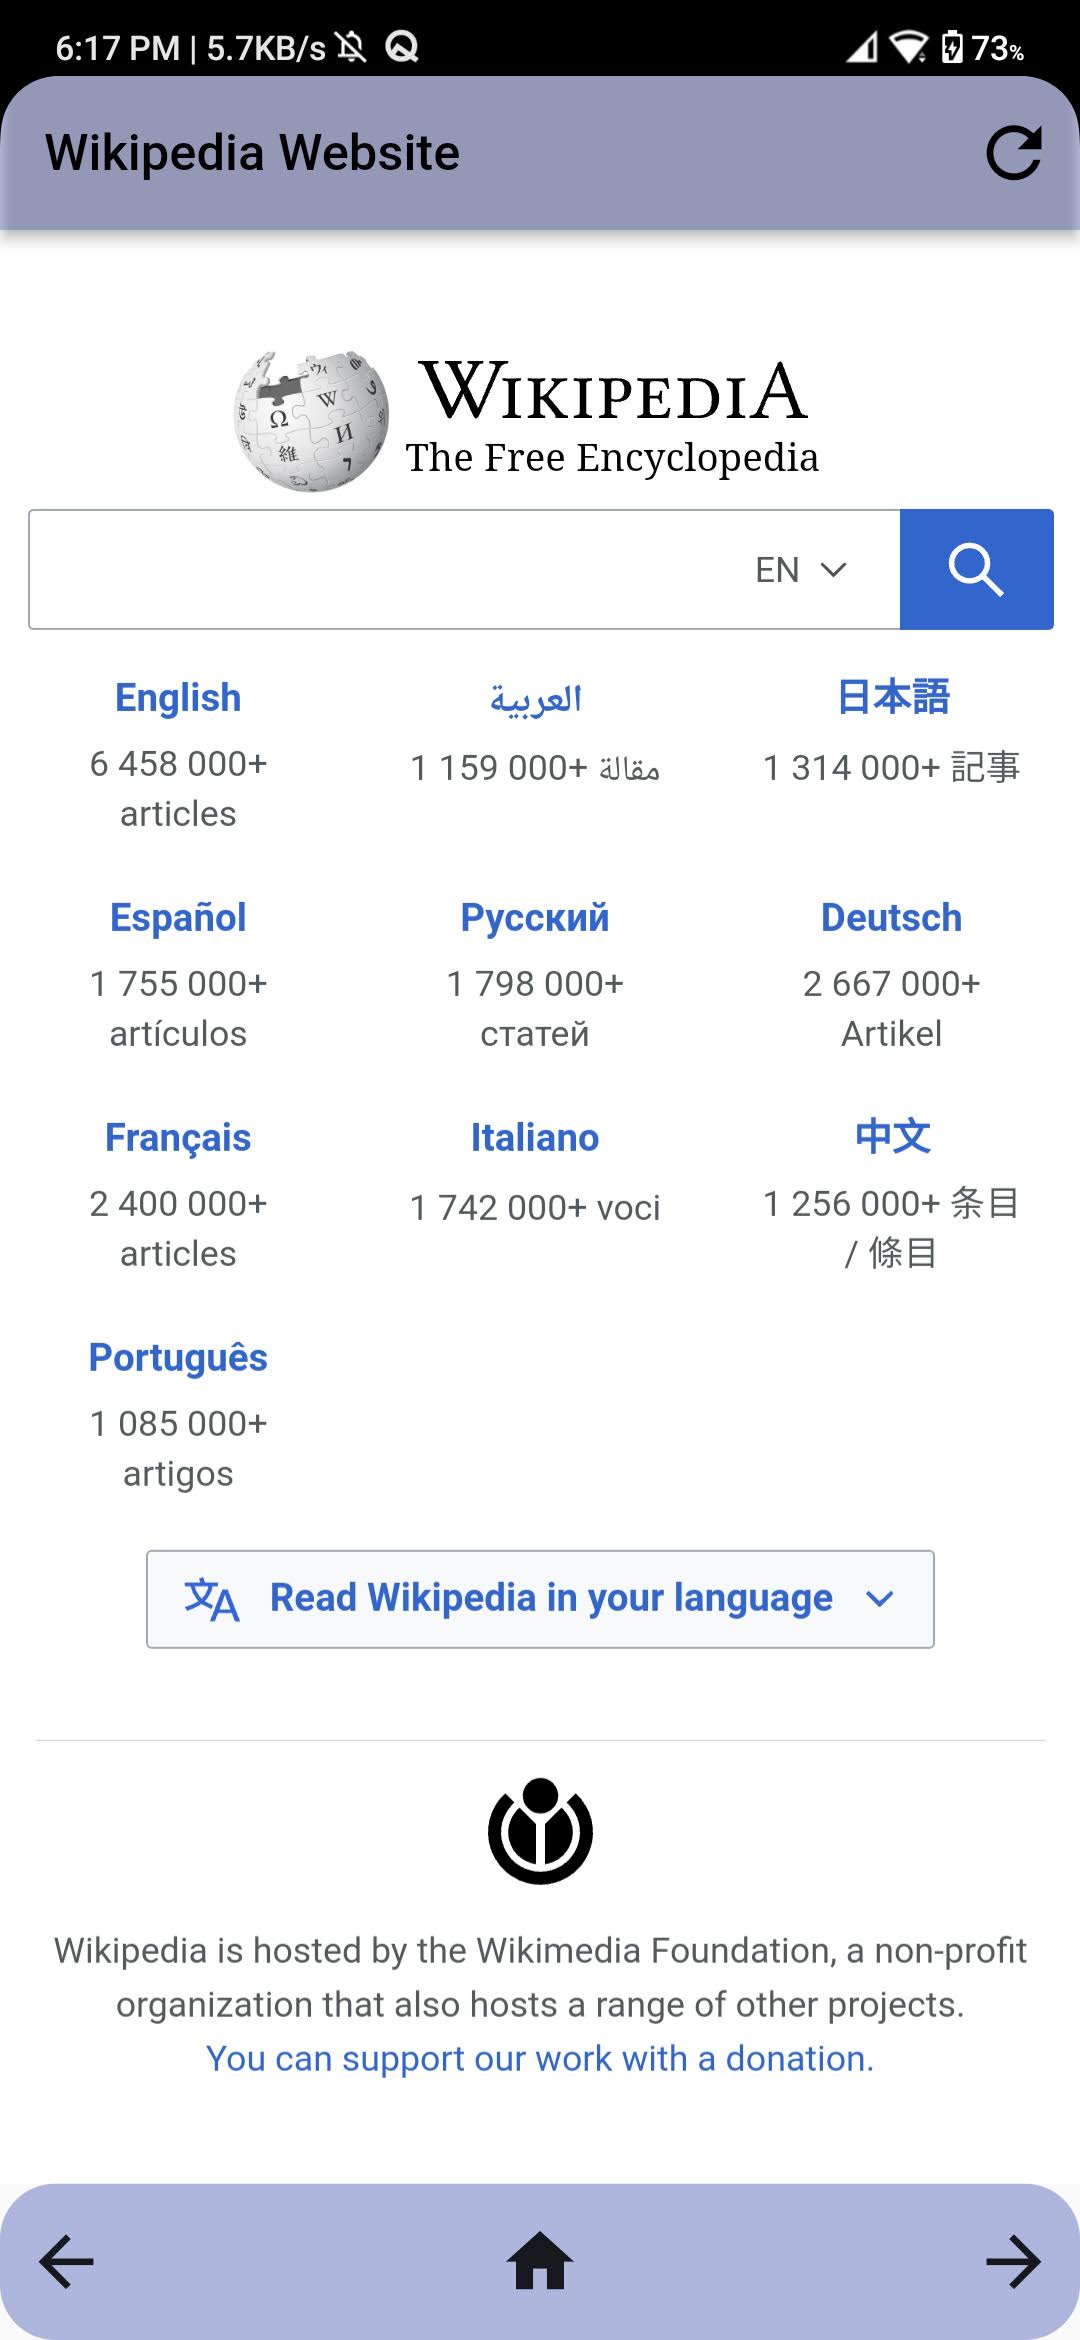 6:17 PM | 5.7KB/s
73%
Wikipedia Website
WIKIPEDIA
The Free Encyclopedia
EN
English
6 458 000+
articles
العربية
1 159 000+ مقالة
日本語
1 314 000+ 記事
Español
1 755 000+
artículos
Русский
1 798 000+
статей
Deutsch
2 667 000+
Artikel
Français
2 400 000+
articles
Italiano
1 742 000+ voci
中文
1 256 000+ 条目
/ 條目
Português
1 085 000+
artigos
Read Wikipedia in your language
Wikipedia is hosted by the Wikimedia Foundation, a non-profit
organization that also hosts a range of other projects.
You can support our work with a donation.